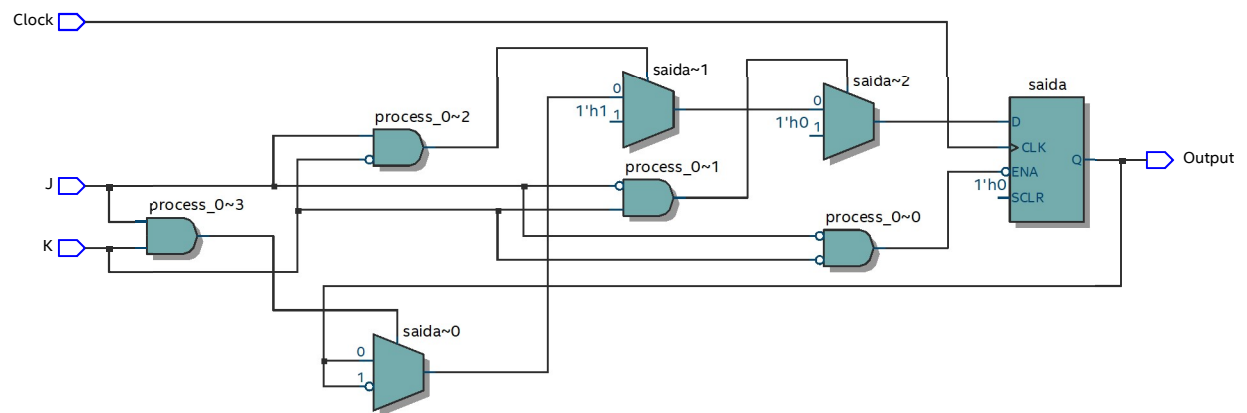 Clock
saida~1
0
1'h1
1
saida~2
0
1'h0
1
saida
D
CLK
Q
ENA
1'h0
SCLR
Output
process_0~2
J
process_0~1
process_0~3
process_0~0
K
saida~0
0
1